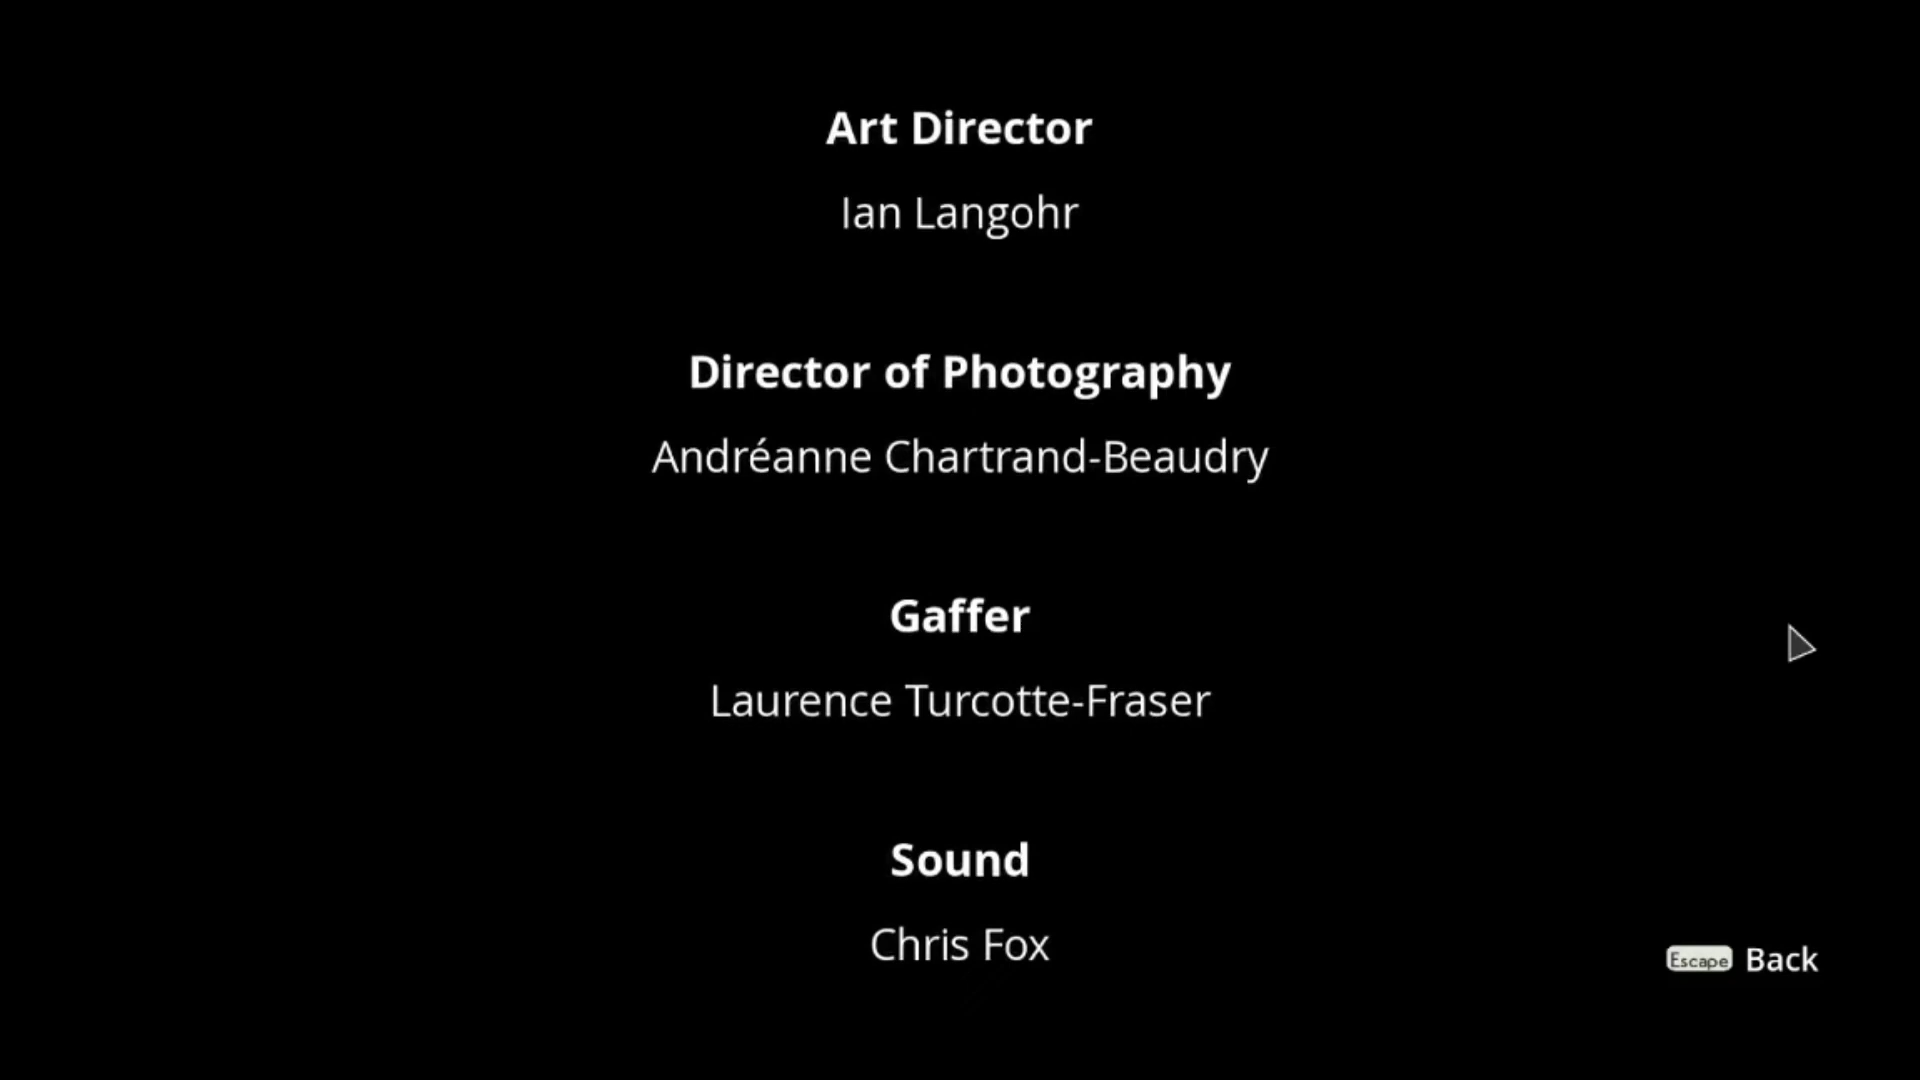 Art Director
Ian Langohr
Director of Photography
Andréanne Chartrand-Beaudry
Gaffer
Laurence Turcotte-Fraser
Sound
Chris Fox
Escape Back